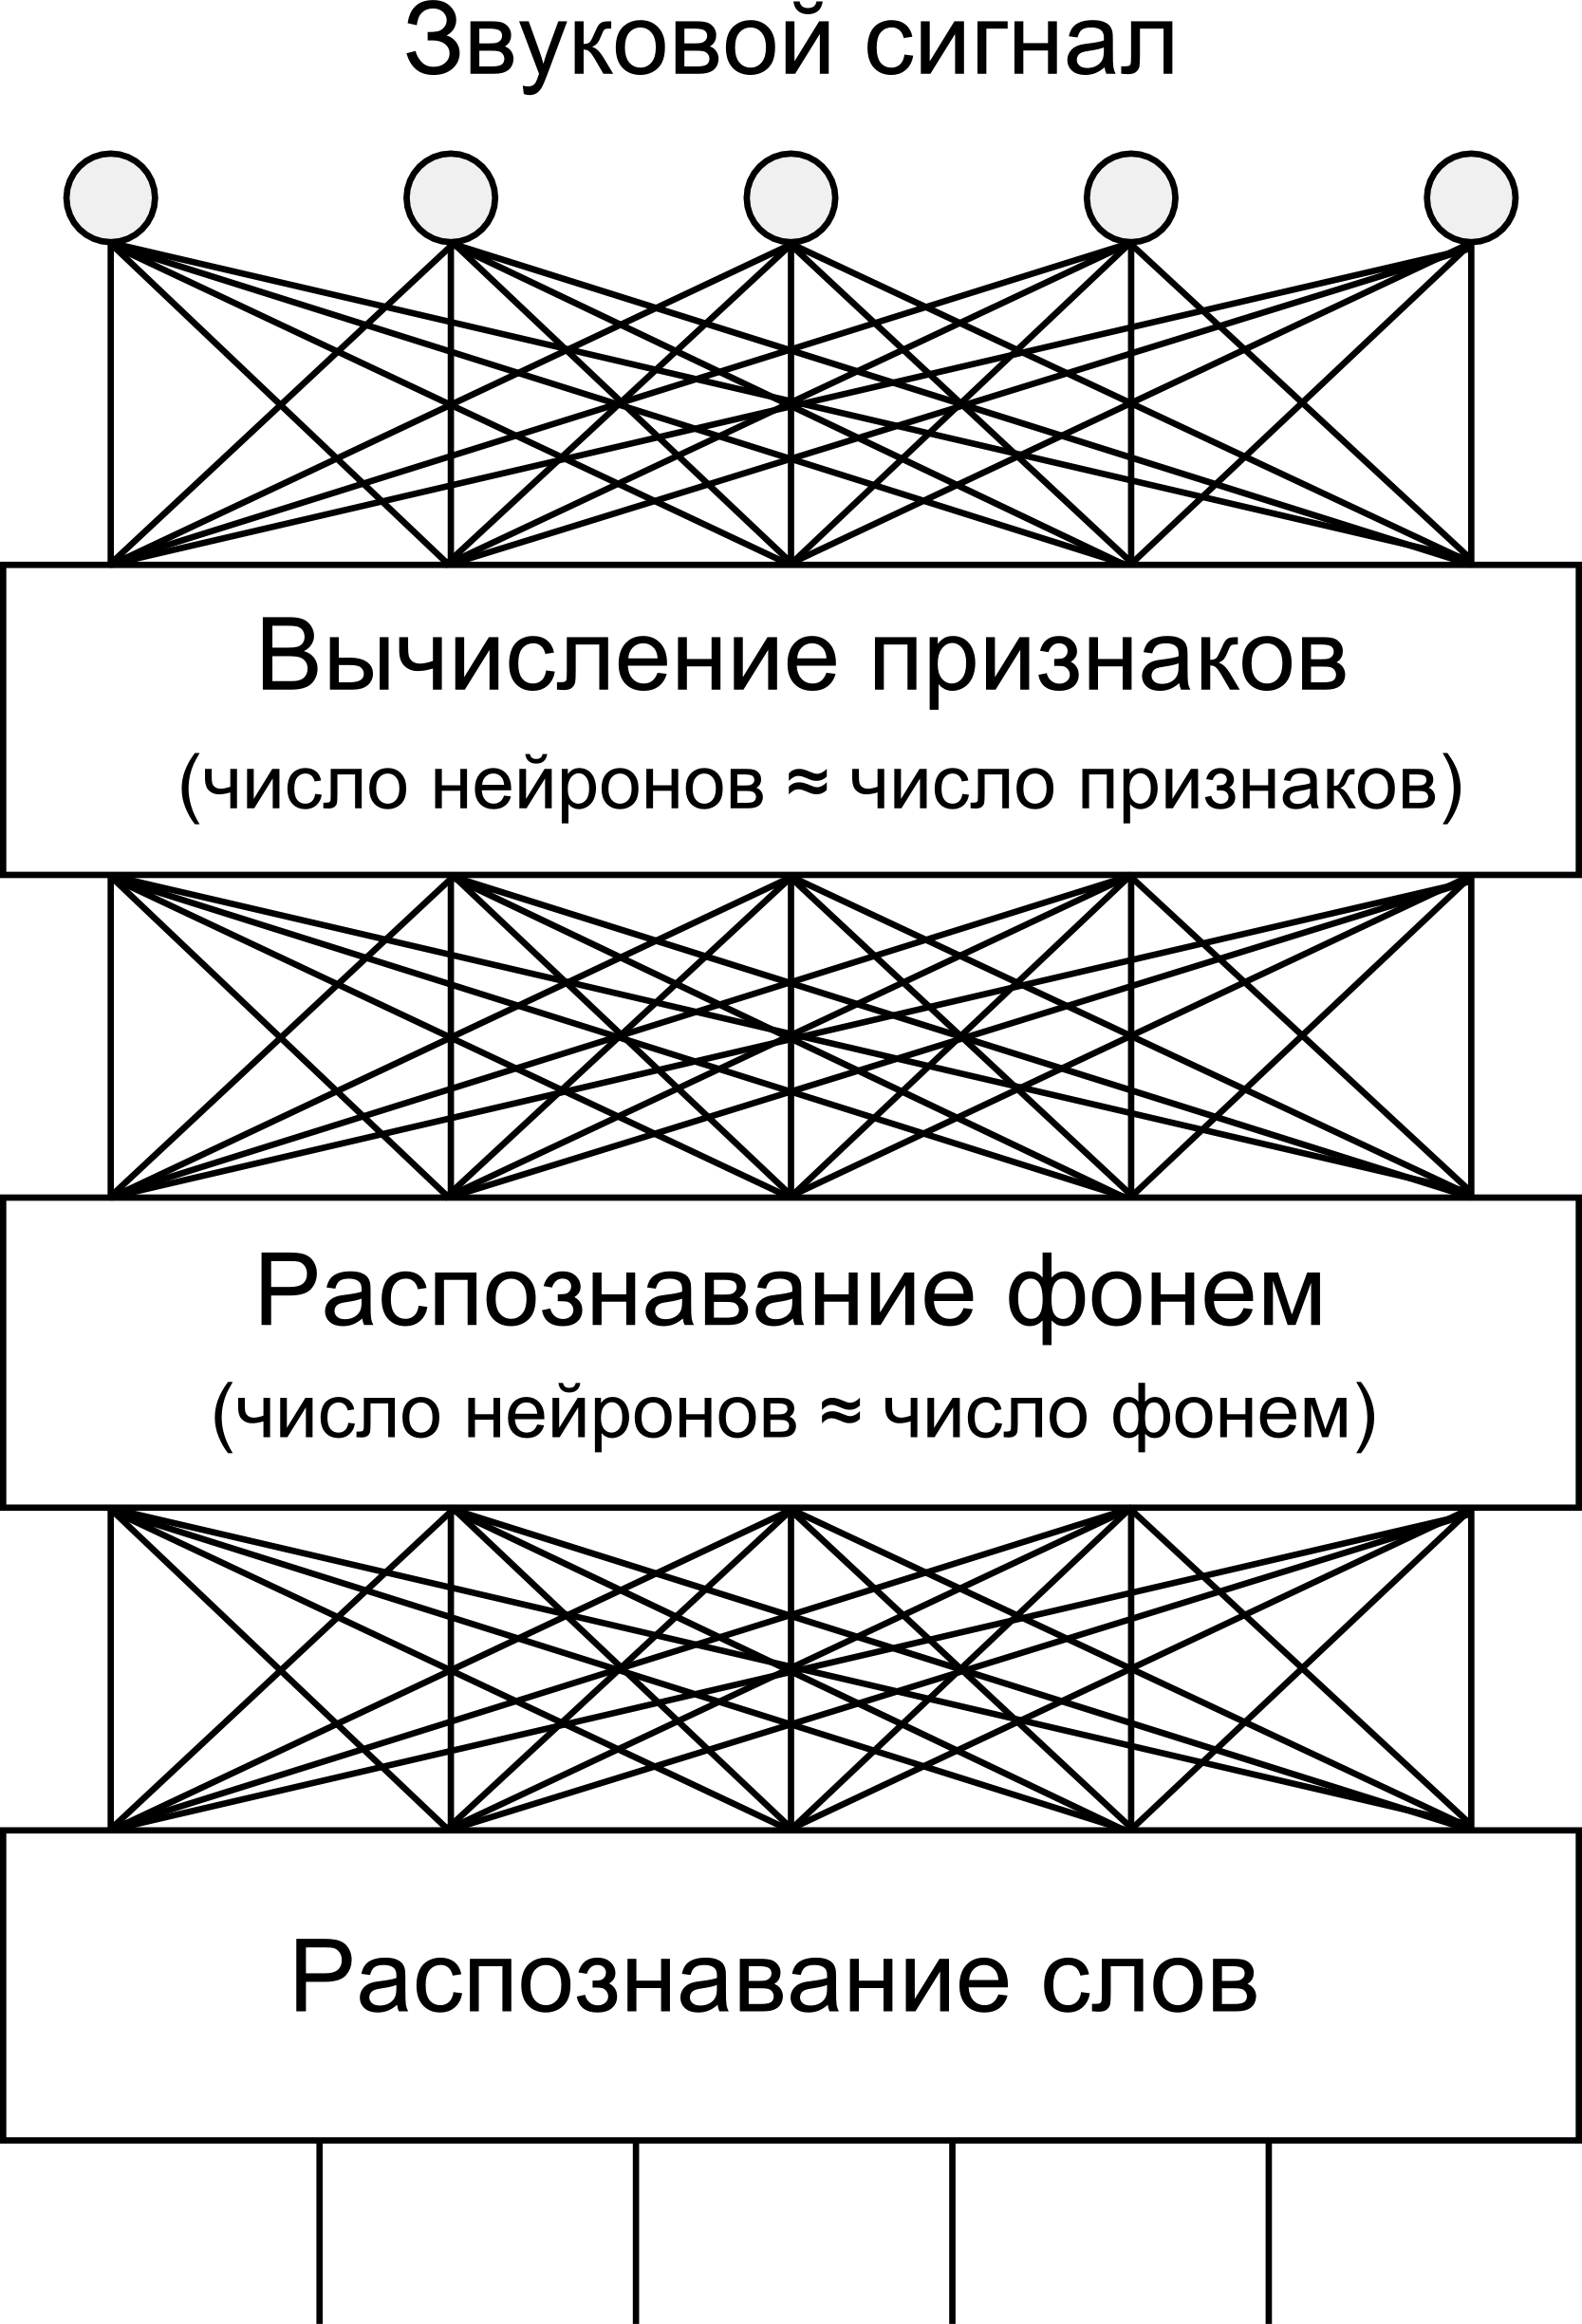 Звуковой сигнал
Вычисление признаков
(число нейронов ≈ число признаков)
Распознавание фонем
(число нейронов ≈ число фонем)
Распознавание слов